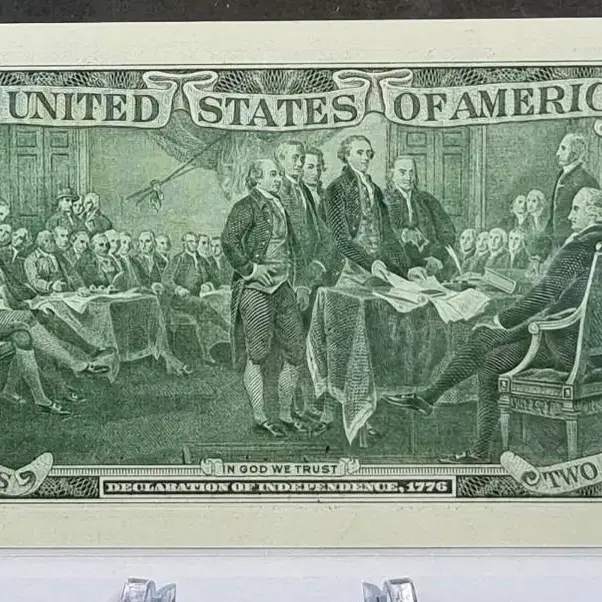 UNITED STATES OF AMERIC
IN GOD WE TRUST
S TWO
DECLARATION OF INDEPENDENCE, 1776